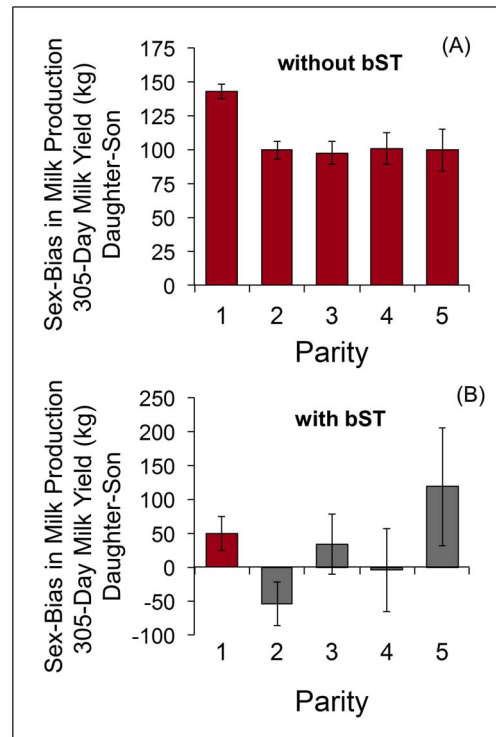 (A)
without bST
Sex-Bias in Milk Production
305-Day Milk Yield (kg)
Daughter-Son
175
150
125
100
75
50
25
0
1 2 3 4 5
Parity
(B)
with bST
Sex-Bias in Milk Production
305-Day Milk Yield (kg)
Daughter-Son
250
200
150
100
50
0
-50
-100
1 2 3 4 5
Parity